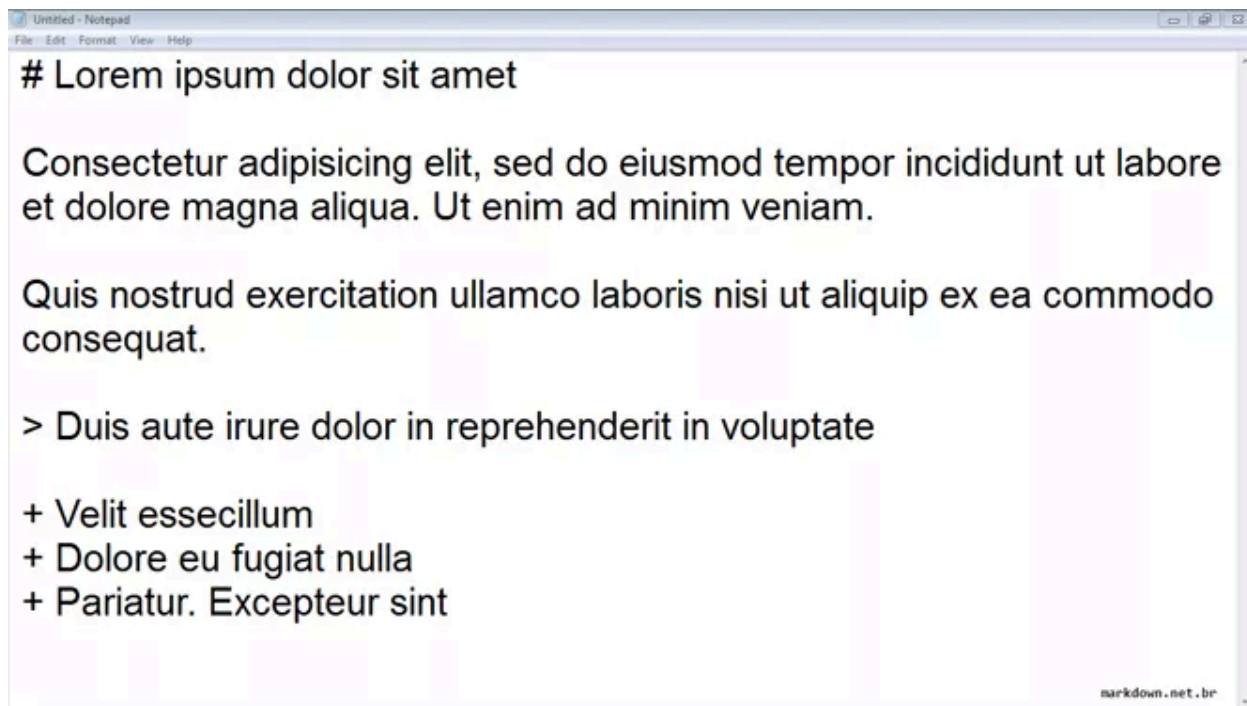 Untitled - Notepad
File Edit Format View Help
# Lorem ipsum dolor sit amet
Consectetur adipisicing elit, sed do eiusmod tempor incididunt ut labore
et dolore magna aliqua. Ut enim ad minim veniam.
Quis nostrud exercitation ullamco laboris nisi ut aliquip ex ea commodo
consequat.
> Duis aute irure dolor in reprehenderit in voluptate
+ Velit essecillum
+ Dolore eu fugiat nulla
+ Pariatur. Excepteur sint
markdown.net.br